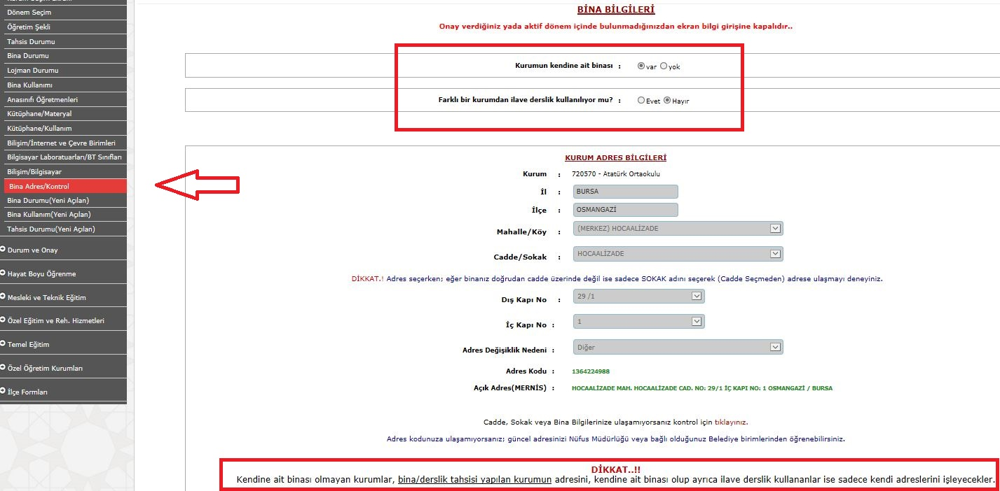 Dönem Seçim
Öğretim Şekli
Tahsis Durumu
Bina Durumu
Lojman Durumu
Bina Kullanımı
Anasınıfı Öğretmenleri
Kütüphane/Materyal
Kütüphane/Kullanım
Bilişim/İnternet ve Çevre Birimleri
Bilgisayar Laboratuarları/BT Sınıfları
Bilişim/Bilgisayar
Bina Adres/Kontrol
Bina Durumu(Yeni Açılan)
Bina Kullanım(Yeni Açılan)
Tahsis Durumu(Yeni Açılan)
Durum ve Onay
Hayat Boyu Öğrenme
Mesleki ve Teknik Eğitim
Özel Eğitim ve Reh. Hizmetleri
Temel Eğitim
Özel Öğretim Kurumları
İlçe Formları
BİNA BİLGİLERİ
Onay verdiğiniz yada aktif dönem içinde bulunmadığınızdan ekran bilgi girişine kapalıdır..
Kurumun kendine ait binası : var yok
Farklı bir kurumdan ilave derslik kullanılıyor mu? : Evet Hayır
KURUM ADRES BİLGİLERİ
Kurum : 720570 - Atatürk Ortaokulu
İl : BURSA
İlçe : OSMANGAZİ
Mahalle/Köy : (MERKEZ) HOCAALİZADE
Cadde/Sokak : HOCAALİZADE
DİKKAT.! Adres seçerken; eğer binanız doğrudan cadde üzerinde değil ise sadece SOKAK adını seçerek (Cadde Seçmeden) adrese ulaşmayı deneyiniz.
Dış Kapı No : 29 /1
İç Kapı No : 1
Adres Değişiklik Nedeni : Diğer
Adres Kodu : 1364224988
Açık Adres(MERNİS) : HOCAALİZADE MAH. HOCAALİZADE CAD. NO: 29/1 İÇ KAPI NO: 1 OSMANGAZİ / BURSA
Cadde, Sokak veya Bina Bilgilerinize ulaşamıyorsanız kontrol için tıklayınız.
Adres kodunuza ulaşamıyorsanız; güncel adresinizi Nüfus Müdürlüğü veya bağlı olduğunuz Belediye birimlerinden öğrenebilirsiniz.
DİKKAT..!!
Kendine ait binası olmayan kurumlar, bina/derslik tahsisi yapılan kurumun adresini, kendine ait binası olup ayrıca ilave derslik kullananlar ise sadece kendi adreslerini işleyecekler.